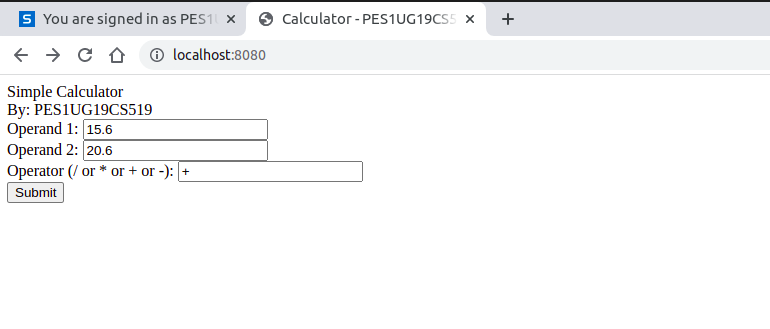 S You are signed in as PES1U
Calculator - PES1UG19CS5
localhost:8080
Simple Calculator
By: PES1UG19CS519
Operand 1: 15.6
Operand 2: 20.6
Operator (/ or * or + or -): +
Submit